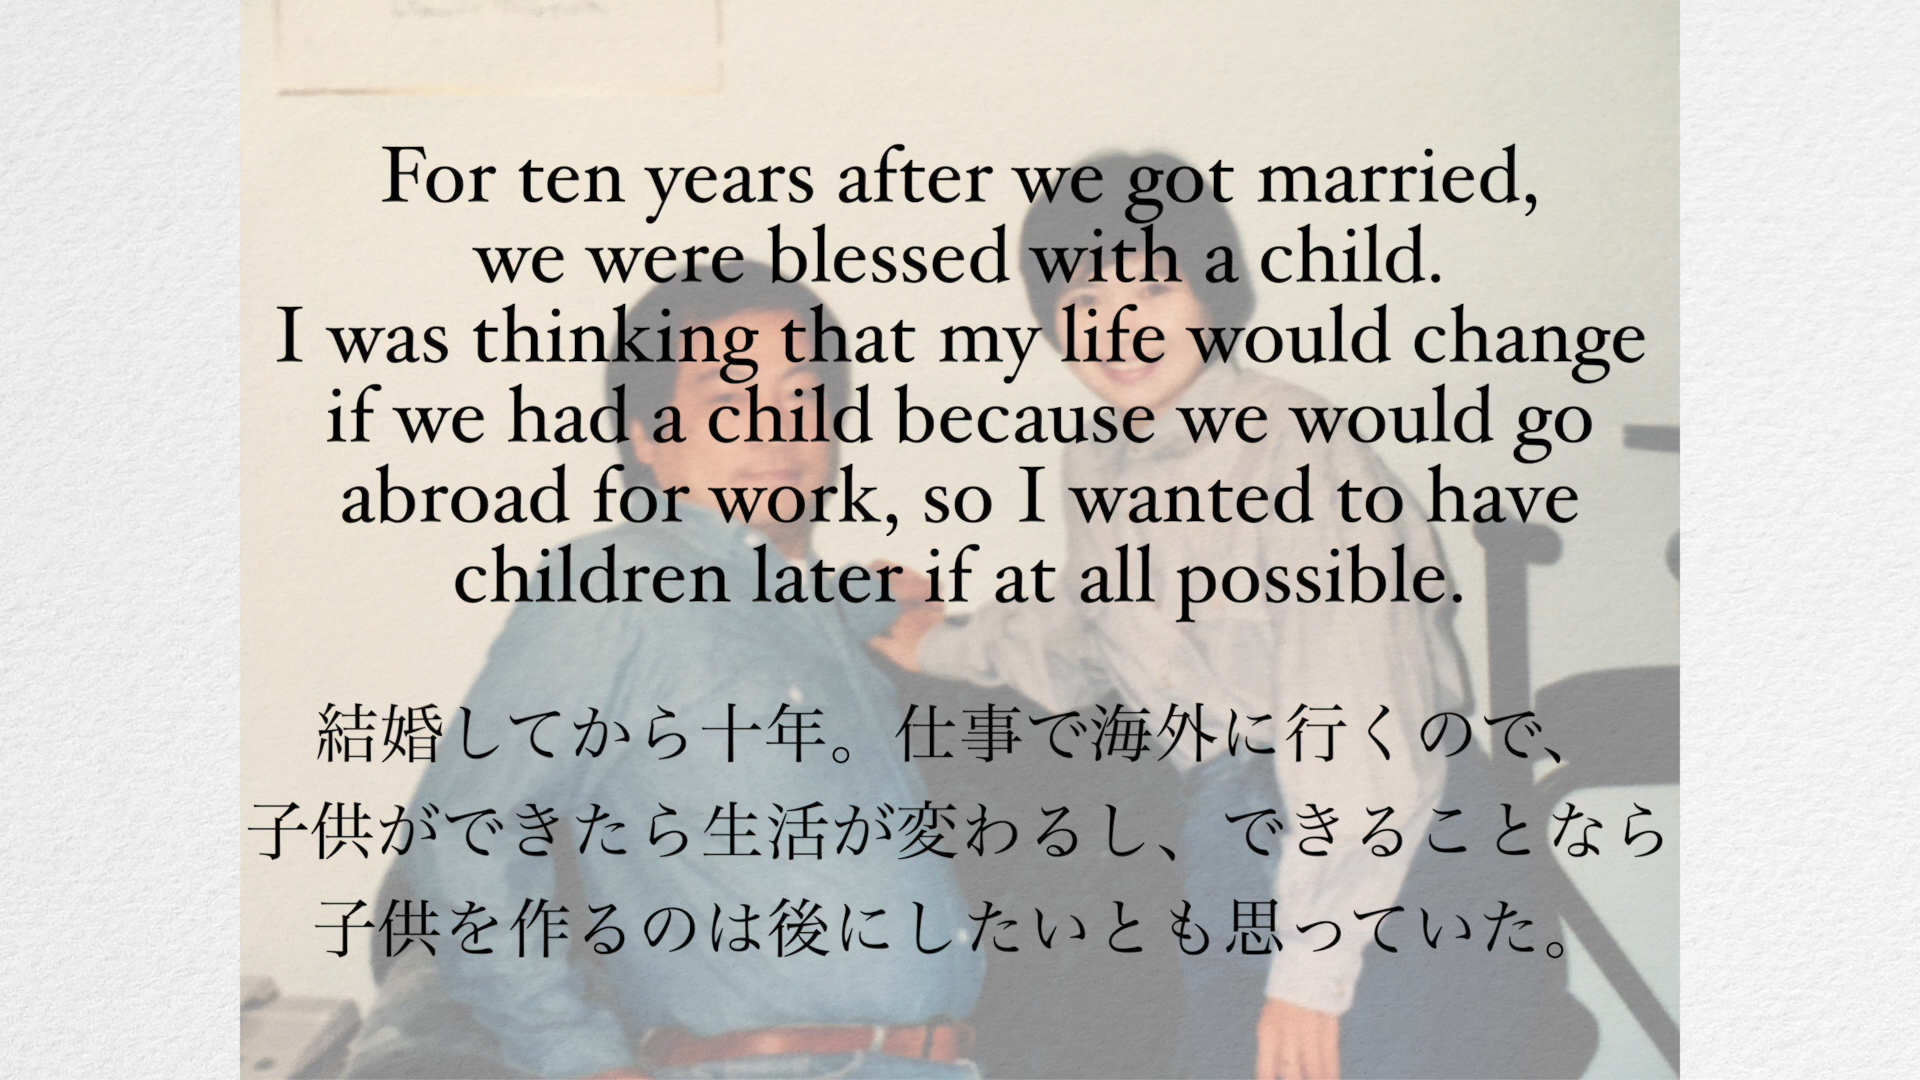 For ten years after we got married,
we were blessed with a child.
I was thinking that my life would change
if we had a child because we would go
abroad for work, so I wanted to have
children later if at all possible.
結婚してから十年。仕事で海外に行くので、
子供ができたら生活が変わるし、できることなら
子供を作るのは後にしたいとも思っていた。